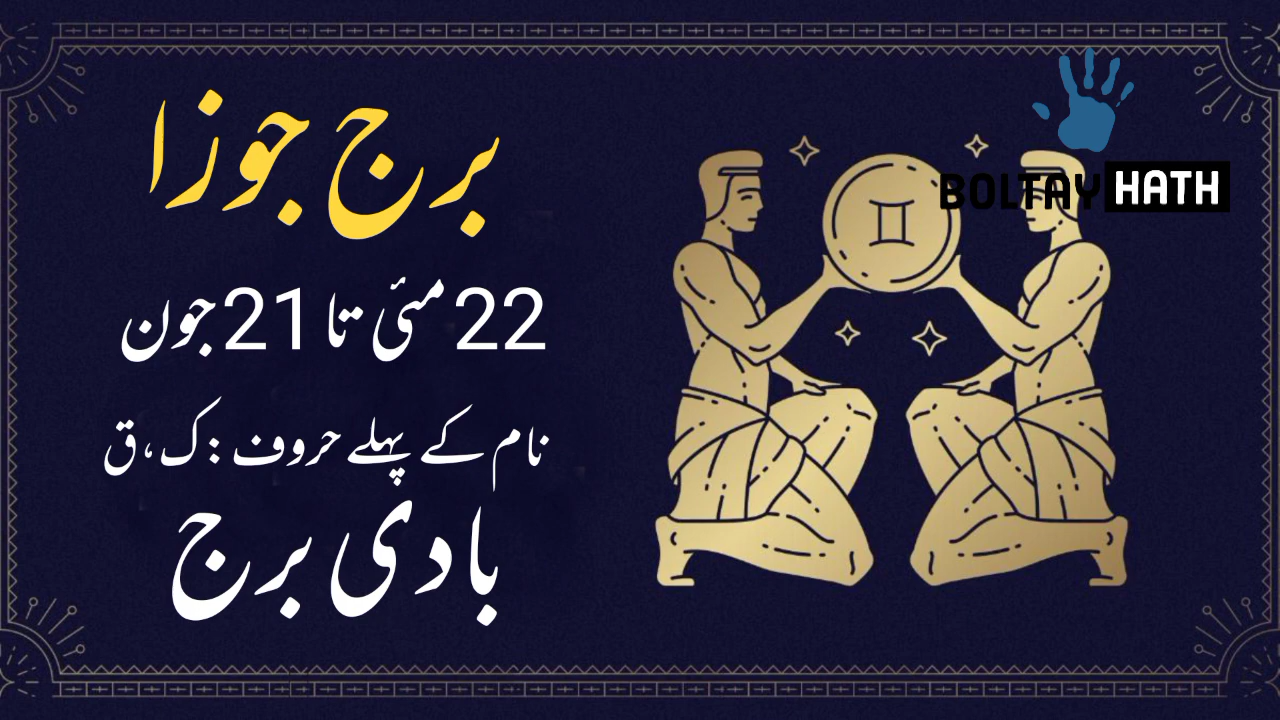 برج جوزا
22 مئی تا 21 جون
نام کے پہلے حروف : ک، ق
بادی برج
BOLTAY HATH